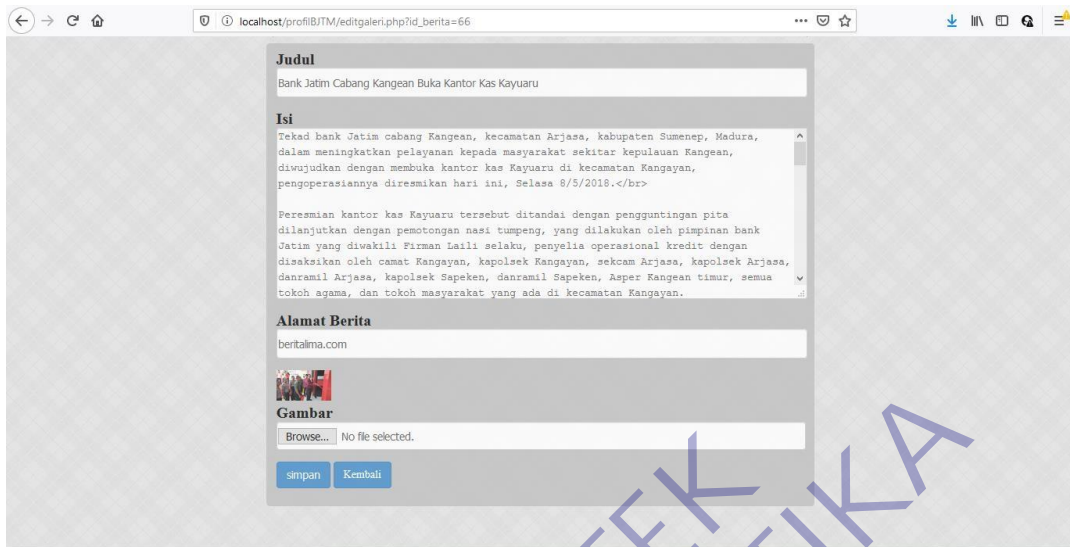 localhost/profilBJTM/editgaleri.php?id_berita=66
Judul
Bank Jatim Cabang Kangean Buka Kantor Kas Kayuaru
Isi
Tekad bank Jatim cabang Kangean, kecamatan Arjasa, kabupaten Sumenep, Madura,
dalam meningkatkan pelayanan kepada masyarakat sekitar kepulauan Kangean,
diwujudkan dengan membuka kantor kas Kayuaru di kecamatan Kangayan,
pengoperasiannya diresmikan hari ini, Selasa 8/5/2018.</br>
Peresmian kantor kas Kayuaru tersebut ditandai dengan pengguntingan pita
dilanjutkan dengan pemotongan nasi tumpeng, yang dilakukan oleh pimpinan bank
Jatim yang diwakili Firman Laili selaku, penyelia operasional kredit dengan
disaksikan oleh camat Kangayan, kapolsek Kangayan, sekcam Arjasa, kapolsek Arjasa,
danramil Arjasa, kapolsek Sapeken, danramil Sapeken, Asper Kangean timur, semua
tokoh agama, dan tokoh masyarakat yang ada di kecamatan Kangayan.
Alamat Berita
beritalima.com
Gambar
Browse... No file selected.
simpan Kembali